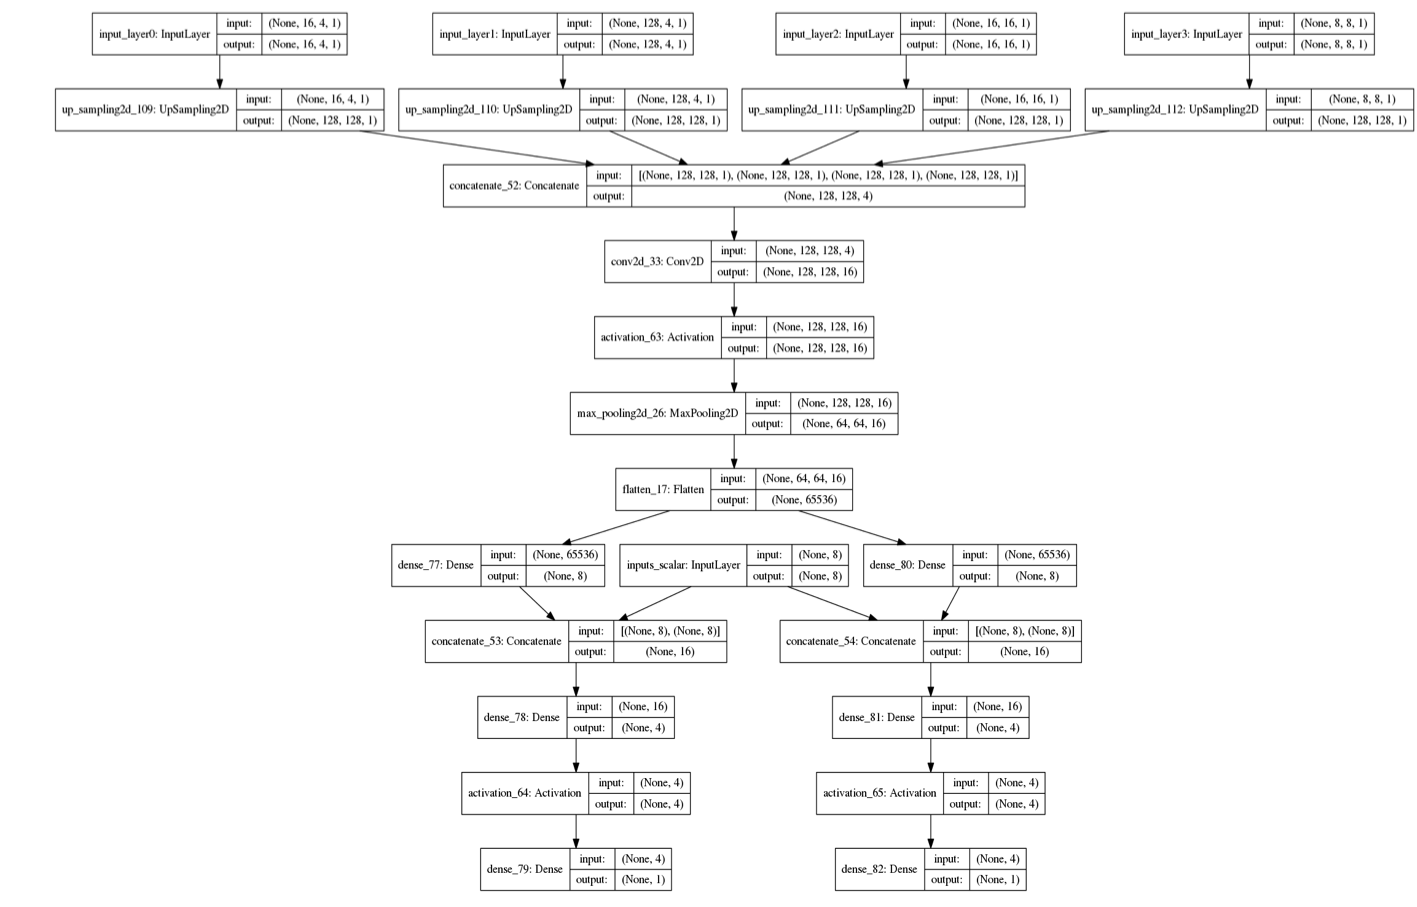 input_layer0: InputLayer input: (None, 16, 4, 1)
output: (None, 16, 4, 1)
input_layer1: InputLayer input: (None, 128, 4, 1)
output: (None, 128, 4, 1)
input_layer2: InputLayer input: (None, 16, 16, 1)
output: (None, 16, 16, 1)
input_layer3: InputLayer input: (None, 8, 8, 1)
output: (None, 8, 8, 1)
up_sampling2d_109: UpSampling2D input: (None, 16, 4, 1)
output: (None, 128, 128, 1)
up_sampling2d_110: UpSampling2D input: (None, 128, 4, 1)
output: (None, 128, 128, 1)
up_sampling2d_111: UpSampling2D input: (None, 16, 16, 1)
output: (None, 128, 128, 1)
up_sampling2d_112: UpSampling2D input: (None, 8, 8, 1)
output: (None, 128, 128, 1)
concatenate_52: Concatenate input: [(None, 128, 128, 1), (None, 128, 128, 1), (None, 128, 128, 1), (None, 128, 128, 1)]
output: (None, 128, 128, 4)
conv2d_33: Conv2D input: (None, 128, 128, 4)
output: (None, 128, 128, 16)
activation_63: Activation input: (None, 128, 128, 16)
output: (None, 128, 128, 16)
max_pooling2d_26: MaxPooling2D input: (None, 128, 128, 16)
output: (None, 64, 64, 16)
flatten_17: Flatten input: (None, 64, 64, 16)
output: (None, 65536)
dense_77: Dense input: (None, 65536)
output: (None, 8)
inputs_scalar: InputLayer input: (None, 8)
output: (None, 8)
dense_80: Dense input: (None, 65536)
output: (None, 8)
concatenate_53: Concatenate input: [(None, 8), (None, 8)]
output: (None, 16)
concatenate_54: Concatenate input: [(None, 8), (None, 8)]
output: (None, 16)
dense_78: Dense input: (None, 16)
output: (None, 4)
dense_81: Dense input: (None, 16)
output: (None, 4)
activation_64: Activation input: (None, 4)
output: (None, 4)
activation_65: Activation input: (None, 4)
output: (None, 4)
dense_79: Dense input: (None, 4)
output: (None, 1)
dense_82: Dense input: (None, 4)
output: (None, 1)